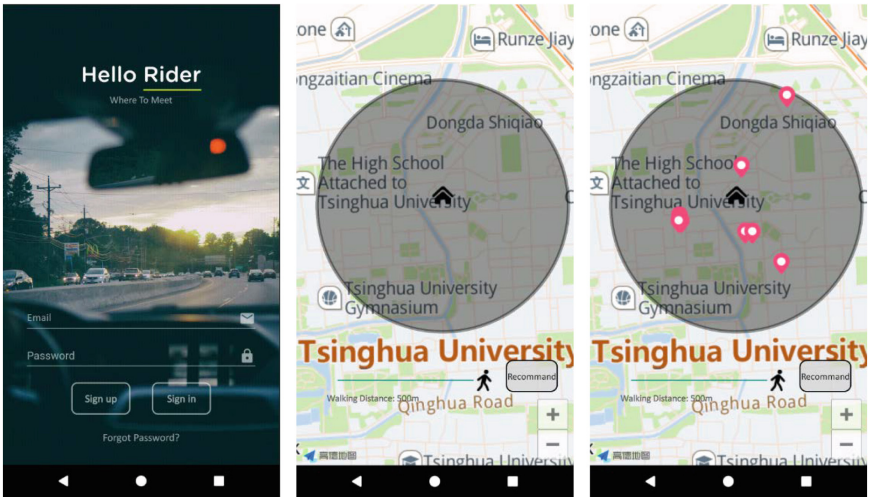 Hello Rider
Where To Meet
Email
Password
Sign up
Sign in
Forgot Password?
one
Runze Jiay
ongzaitian Cinema
Dongda Shiqiao
The High School
文
Attached to
Tsinghua University
C
Tsinghua University
Gymnasium
Tsinghua University
Recommand
Walking Distance: 500m
Qinghua Road
+
−
高德地图
Tsinghua University
one
Runze Jiay
ongzaitian Cinema
Dongda Shiqiao
The High School
文
Attached to
Tsinghua University
C
Tsinghua University
Gymnasium
Tsinghua University
Recommand
Walking Distance: 500m
Qinghua Road
+
−
高德地图
Tsinghua University